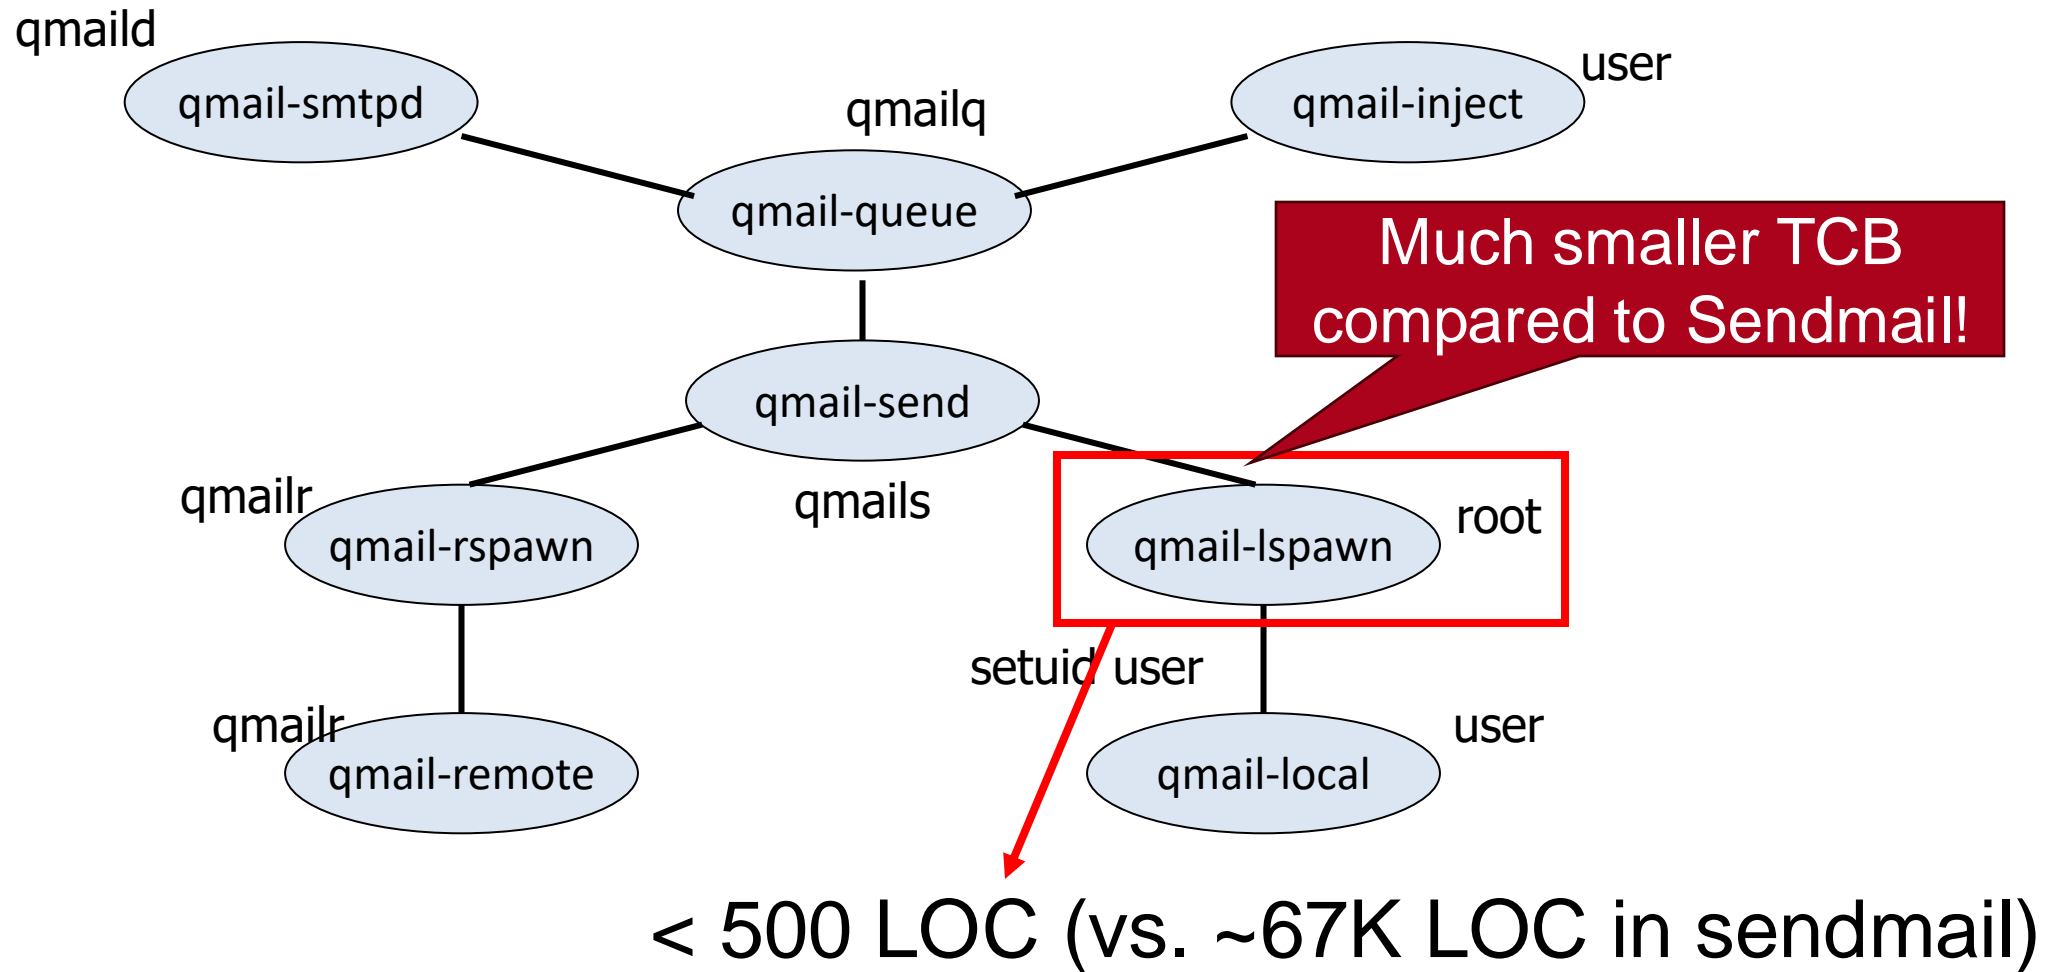 qmaild
qmail-smtpd
qmailq
qmail-inject
user
qmail-queue
Much smaller TCB
compared to Sendmail!
qmail-send
qmailr
qmails
root
qmail-rspawn
qmail-lspawn
setuid user
qmailr
user
qmail-remote
qmail-local
< 500 LOC (vs. ~67K LOC in sendmail)